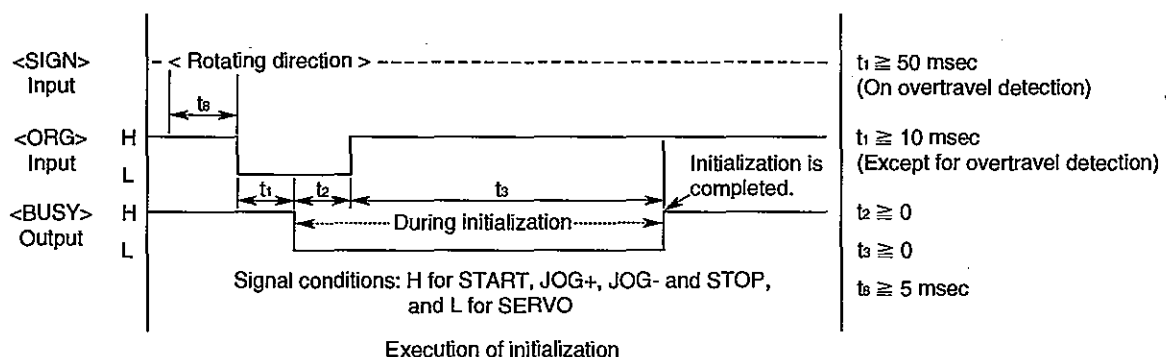 <SIGN>
Input
< Rotating direction >
t8
t1 ≧ 50 msec
(On overtravel detection)
<ORG>
Input
H
L
t1 ≧ 10 msec
(Except for overtravel detection)
t1
t2
t3
Initialization is
completed.
<BUSY>
Output
H
L
During initialization
t2 ≧ 0
t3 ≧ 0
t8 ≧ 5 msec
Signal conditions: H for START, JOG+, JOG- and STOP,
and L for SERVO
Execution of initialization